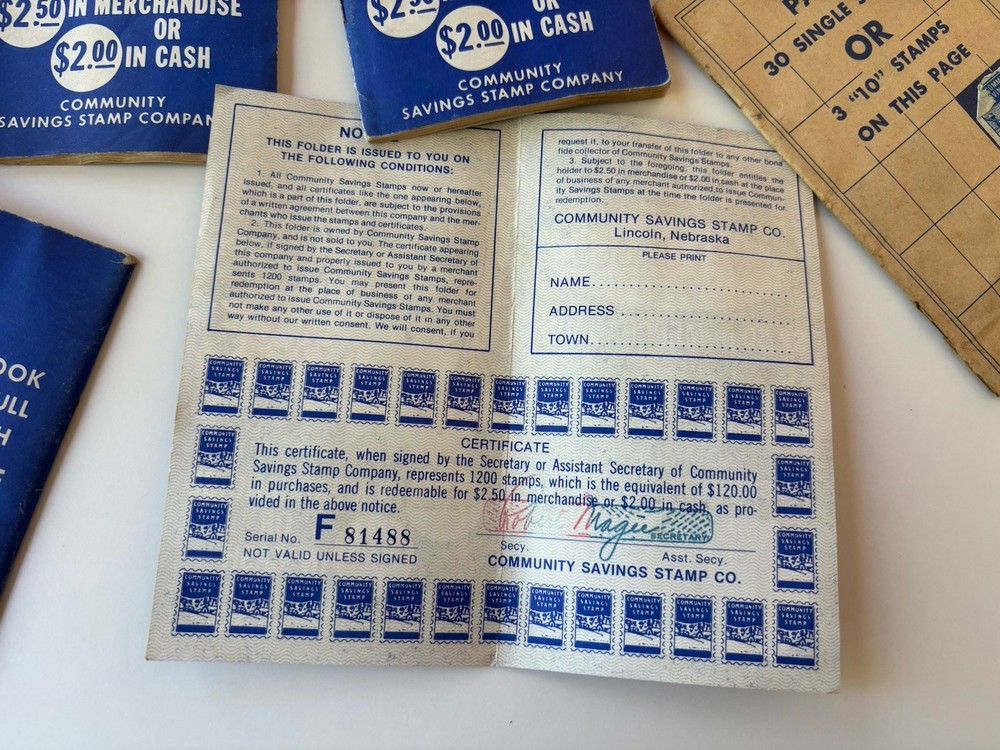 $2.50 IN MERCHANDISE
OR
$2.00 IN CASH
COMMUNITY
SAVINGS STAMP COMPAN
$2.50
OR
$2.00 IN CASH
COMMUNITY
SAVINGS STAMP COMPANY
30 SINGLE S
OR
3 "10" STAMPS
ON THIS PAGE
OOK
ULL
H
E
NO
THIS FOLDER IS ISSUED TO YOU ON
THE FOLLOWING CONDITIONS:
1. All Community Savings Stamps now or hereafter
issued, and all certificates like the one appearing below,
which is a part of this folder, are subject to the provisions
of a written agreement between this company and the mer-
chants who issue the stamps and certificates.
2. This folder is owned by Community Savings Stamp
Company, and is not sold to you. The certificate appearing
below, if signed by the Secretary or Assistant Secretary of
this company and properly issued to you by a merchant
authorized to issue Community Savings Stamps, repre-
sents 1200 stamps. You may present this folder for
redemption at the place of business of any merchant
authorized to issue Community Savings Stamps. You must
not make any other use of it or dispose of it in any other
way without our written consent. We will consent, if you
request it, to your transfer of this folder to any other bona
fide collector of Community Savings Stamps.
3. Subject to the foregoing, this folder entitles the
holder to $2.50 in merchandise or $2.00 in cash at the place
of business of any merchant authorized to issue Commun-
ity Savings Stamps at the time the folder is presented for
redemption.
COMMUNITY SAVINGS STAMP CO.
Lincoln, Nebraska
PLEASE PRINT
NAME
ADDRESS
TOWN
COMMUNITY SAVINGS STAMP
CERTIFICATE
This certificate, when signed by the Secretary or Assistant Secretary of Community
Savings Stamp Company, represents 1200 stamps, which is the equivalent of $120.00
in purchases, and is redeemable for $2.50 in merchandise or $2.00 in cash, as pro-
vided in the above notice.
Serial No. F 81488
NOT VALID UNLESS SIGNED
Robert Magee
SECRETARY
Secy. Asst. Secy.
COMMUNITY SAVINGS STAMP CO.